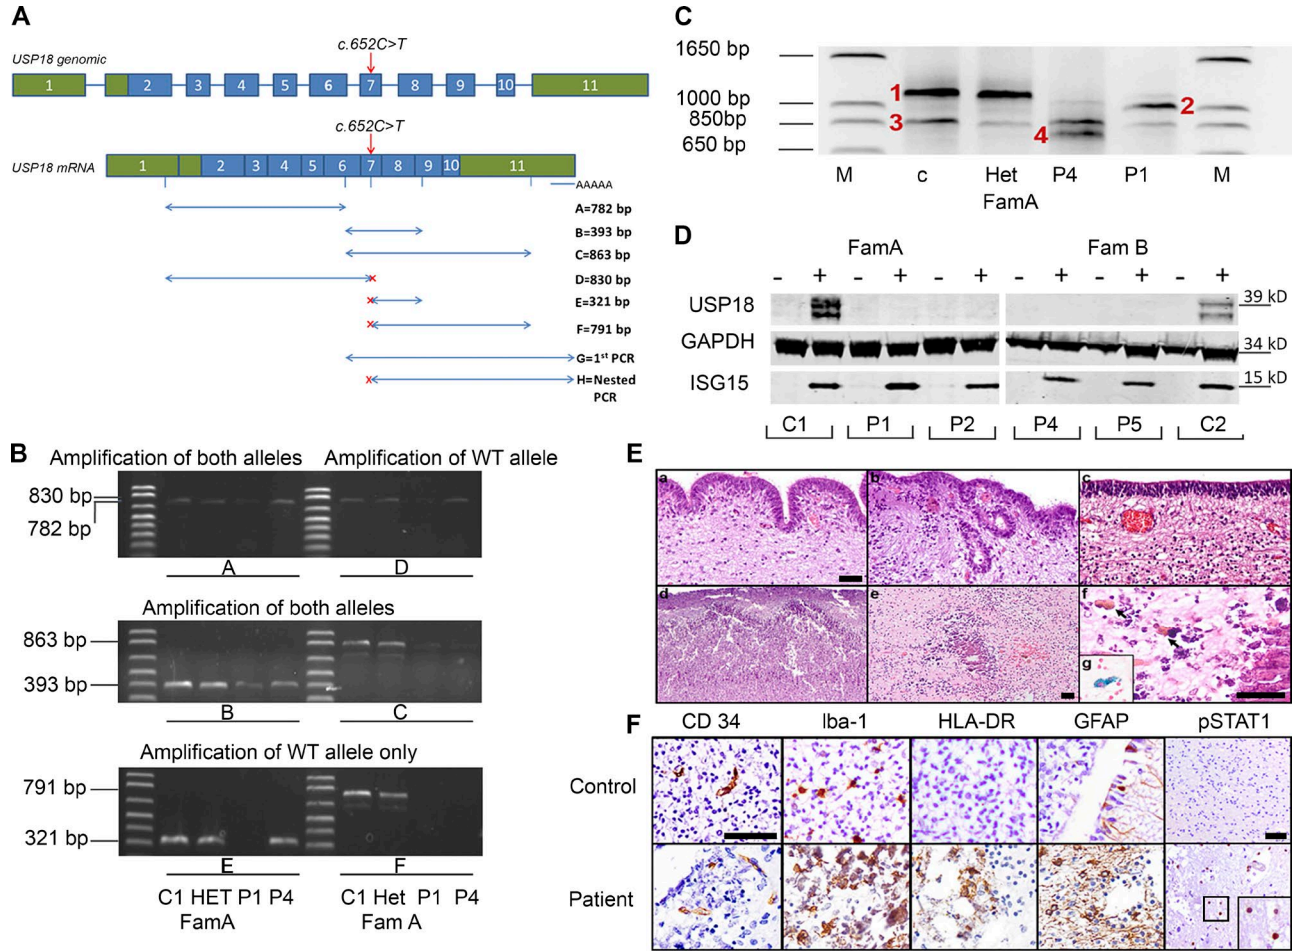 A
USP18 genomic
c.652C>T
1 2 3 4 5 6 7 8 9 10 11
c.652C>T
USP18 mRNA
1 2 3 4 5 6 7 8 9 10 11
AAAAA
A=782 bp
B=393 bp
C=863 bp
D=830 bp
x
E=321 bp
x
F=791 bp
x
G=1st PCR
H=Nested
PCR
x
B
Amplification of both alleles
Amplification of WT allele
830 bp
782 bp
A D
Amplification of both alleles
863 bp
393 bp
B C
Amplification of WT allele only
791 bp
321 bp
E F
C1 HET P1 P4 C1 Het P1 P4
FamA Fam A
C
1650 bp
1000 bp
850bp
650 bp
1
2
3
4
M c Het P4 P1 M
FamA
D
FamA Fam B
- + - + - + - + - + - +
USP18
39 kD
GAPDH
34 kD
ISG15
15 kD
C1 P1 P2 P4 P5 C2
E
a b c
d e f
g
F
CD 34 Iba-1 HLA-DR GFAP pSTAT1
Control
Patient